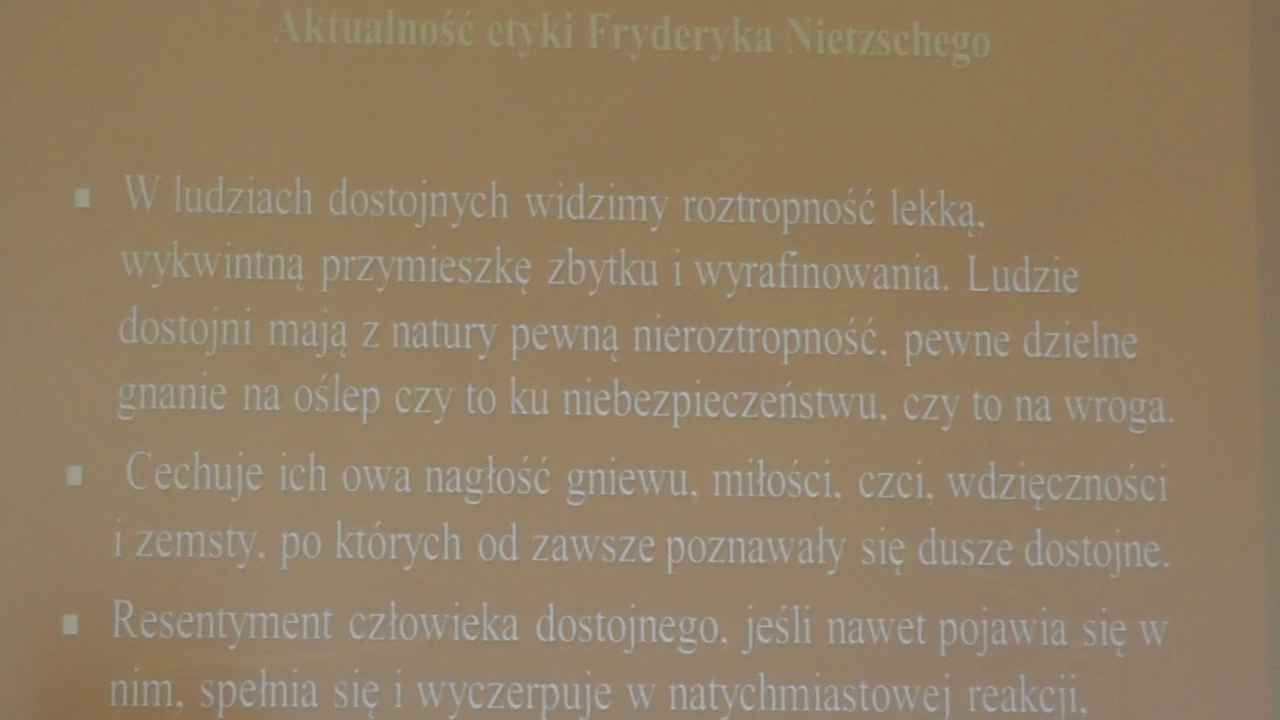 Aktualność etyki Fryderyka Nietzschego
▪ W ludziach dostojnych widzimy roztropność lekką,
wykwintną przymieszkę zbytku i wyrafinowania. Ludzie
dostojni mają z natury pewną nieroztropność, pewne dzielne
gnanie na oślep czy to ku niebezpieczeństwu, czy to na wroga.
▪ Cechuje ich owa nagłość gniewu, miłości, czci, wdzięczności
i zemsty, po których od zawsze poznawały się dusze dostojne.
▪ Resentyment człowieka dostojnego, jeśli nawet pojawia się w
nim, spełnia się i wyczerpuje w natychmiastowej reakcji,